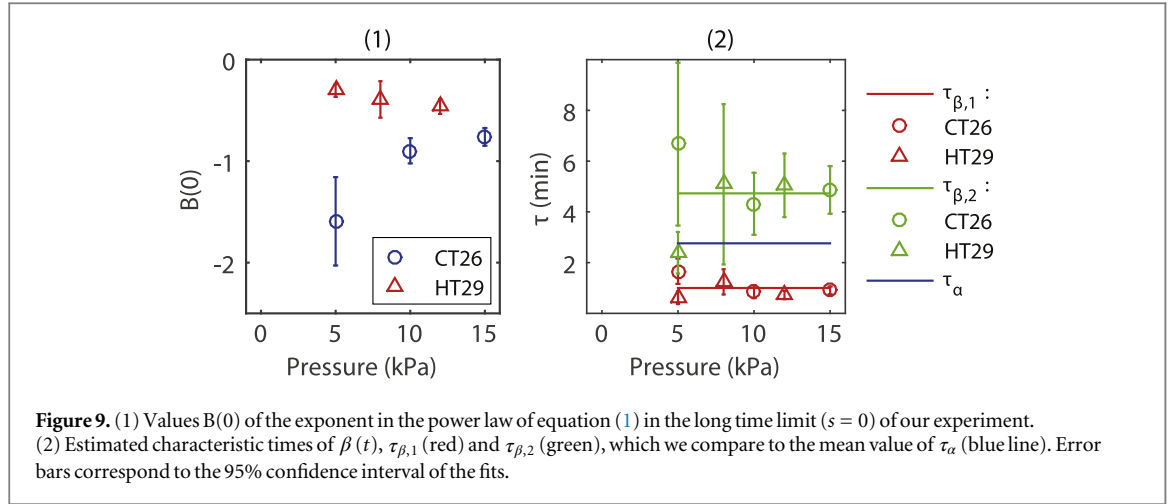 (1)
0
-1
-2
B(0)
CT26
HT29
0 5 10 15
Pressure (kPa)
(2)
8
6
4
2
τ (min)
0 5 10 15
Pressure (kPa)
τβ,1 :
CT26
HT29
τβ,2 :
CT26
HT29
τα
Figure 9. (1) Values B(0) of the exponent in the power law of equation (1) in the long time limit (s = 0) of our experiment.
(2) Estimated characteristic times of β (t), τβ,1 (red) and τβ,2 (green), which we compare to the mean value of τα (blue line). Error
bars correspond to the 95% confidence interval of the fits.